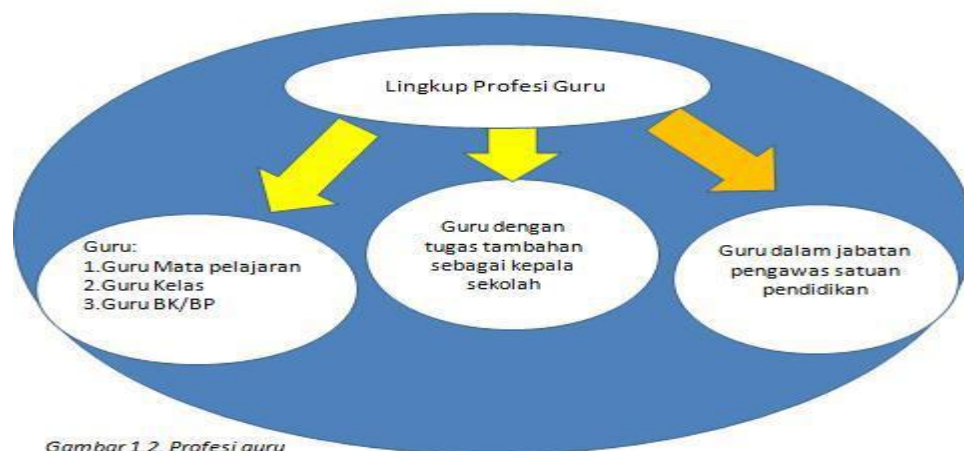 Lingkup Profesi Guru
Guru:
1.Guru Mata pelajaran
2.Guru Kelas
3.Guru BK/BP
Guru dengan
tugas tambahan
sebagai kepala
sekolah
Guru dalam jabatan
pengawas satuan
pendidikan
Gambar 1.2. Profesi guru